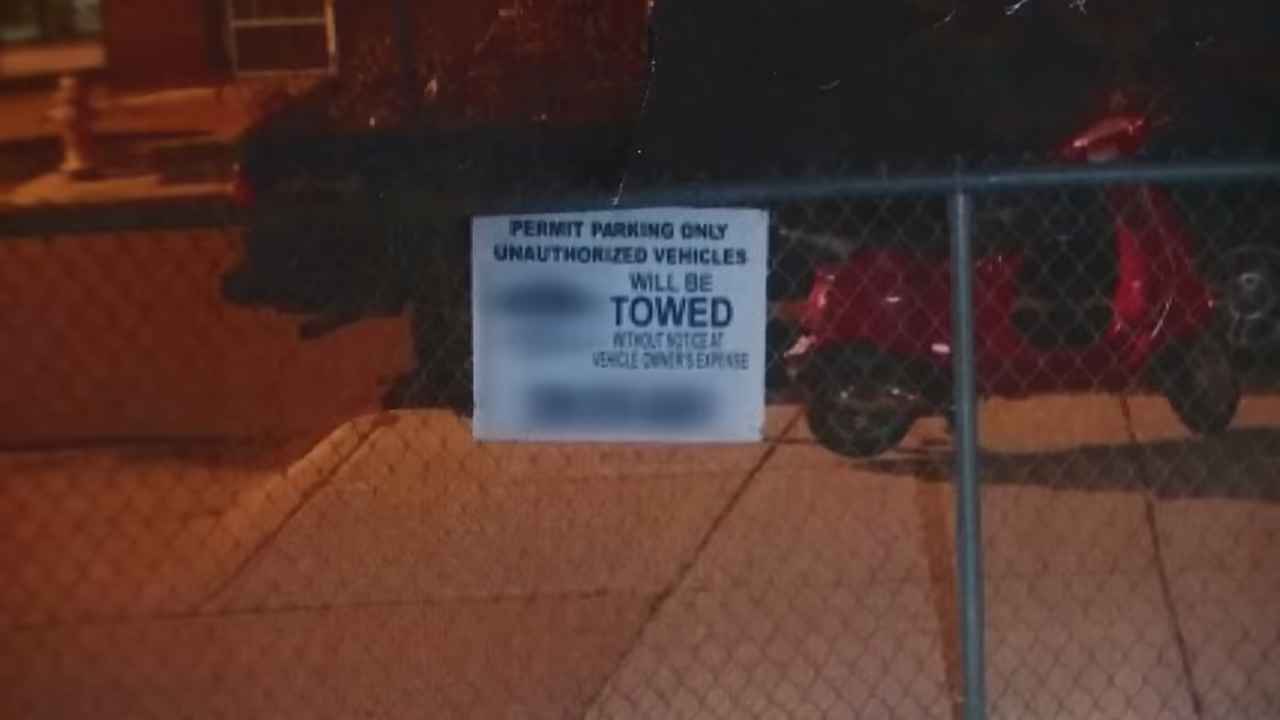 PERMIT PARKING ONLY
UNAUTHORIZED VEHICLES
WILL BE
TOWED
WITHOUT NOTICE AT
VEHICLE OWNER'S EXPENSE